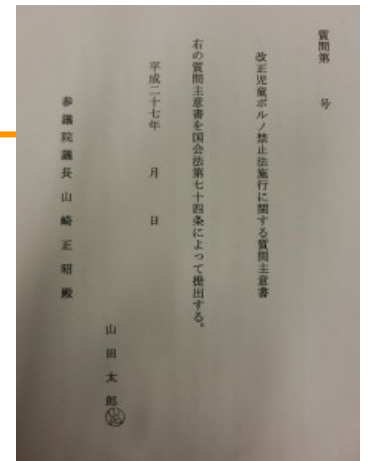 質問第　　号
改正児童ポルノ禁止法施行に関する質問主意書
右の質問主意書を国会法第七十四条によって提出する。
平成二十七年　　月　　日
山田太郎
参議院議長山崎正昭殿